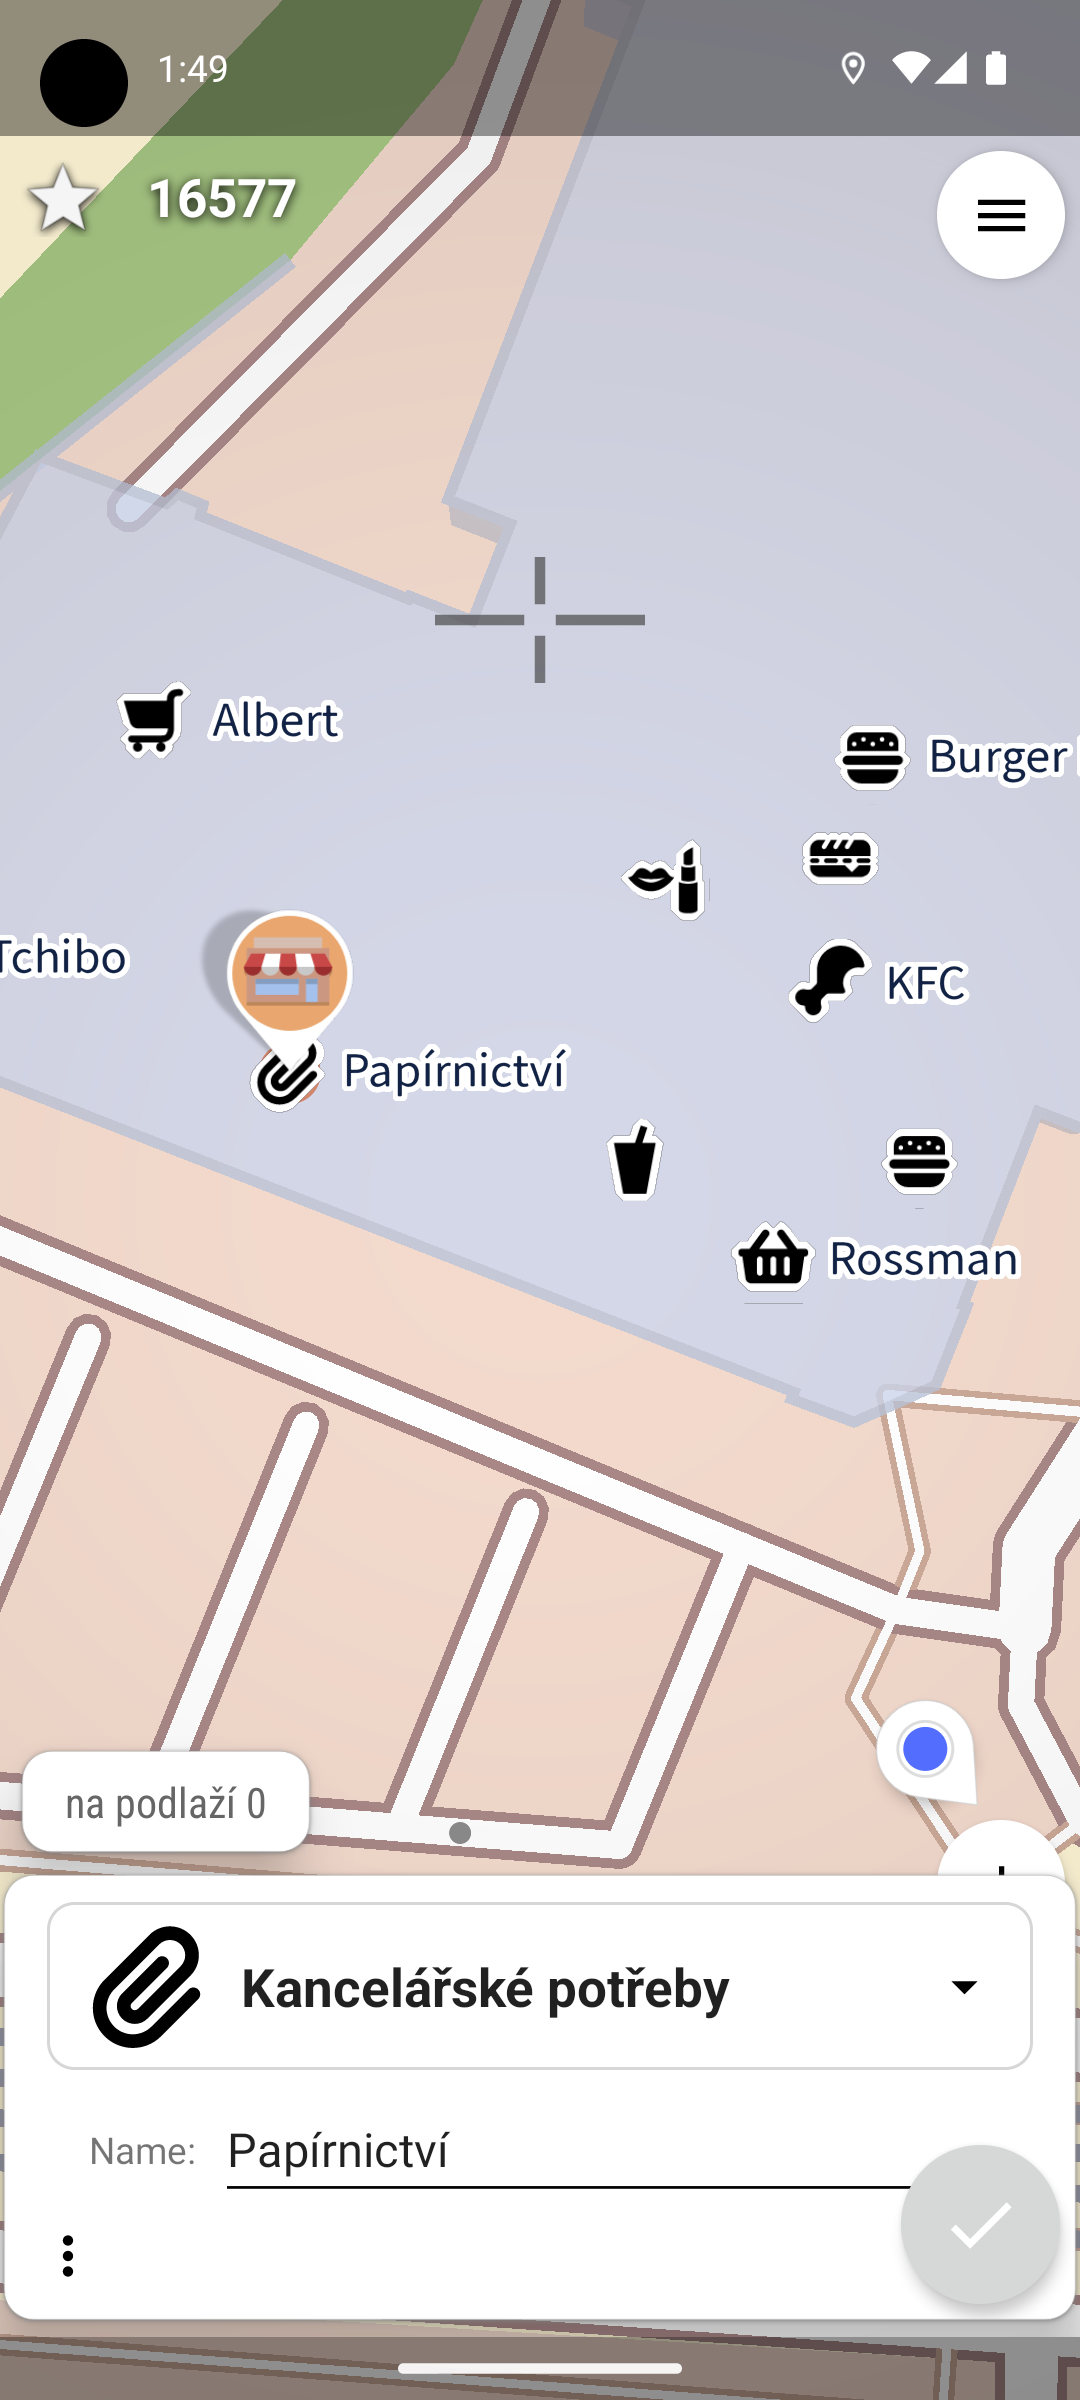 1:49
16577
Albert
Burger
Tchibo
KFC
Papírnictví
Rossman
na podlaží 0
Kancelářské potřeby
Name: Papírnictví